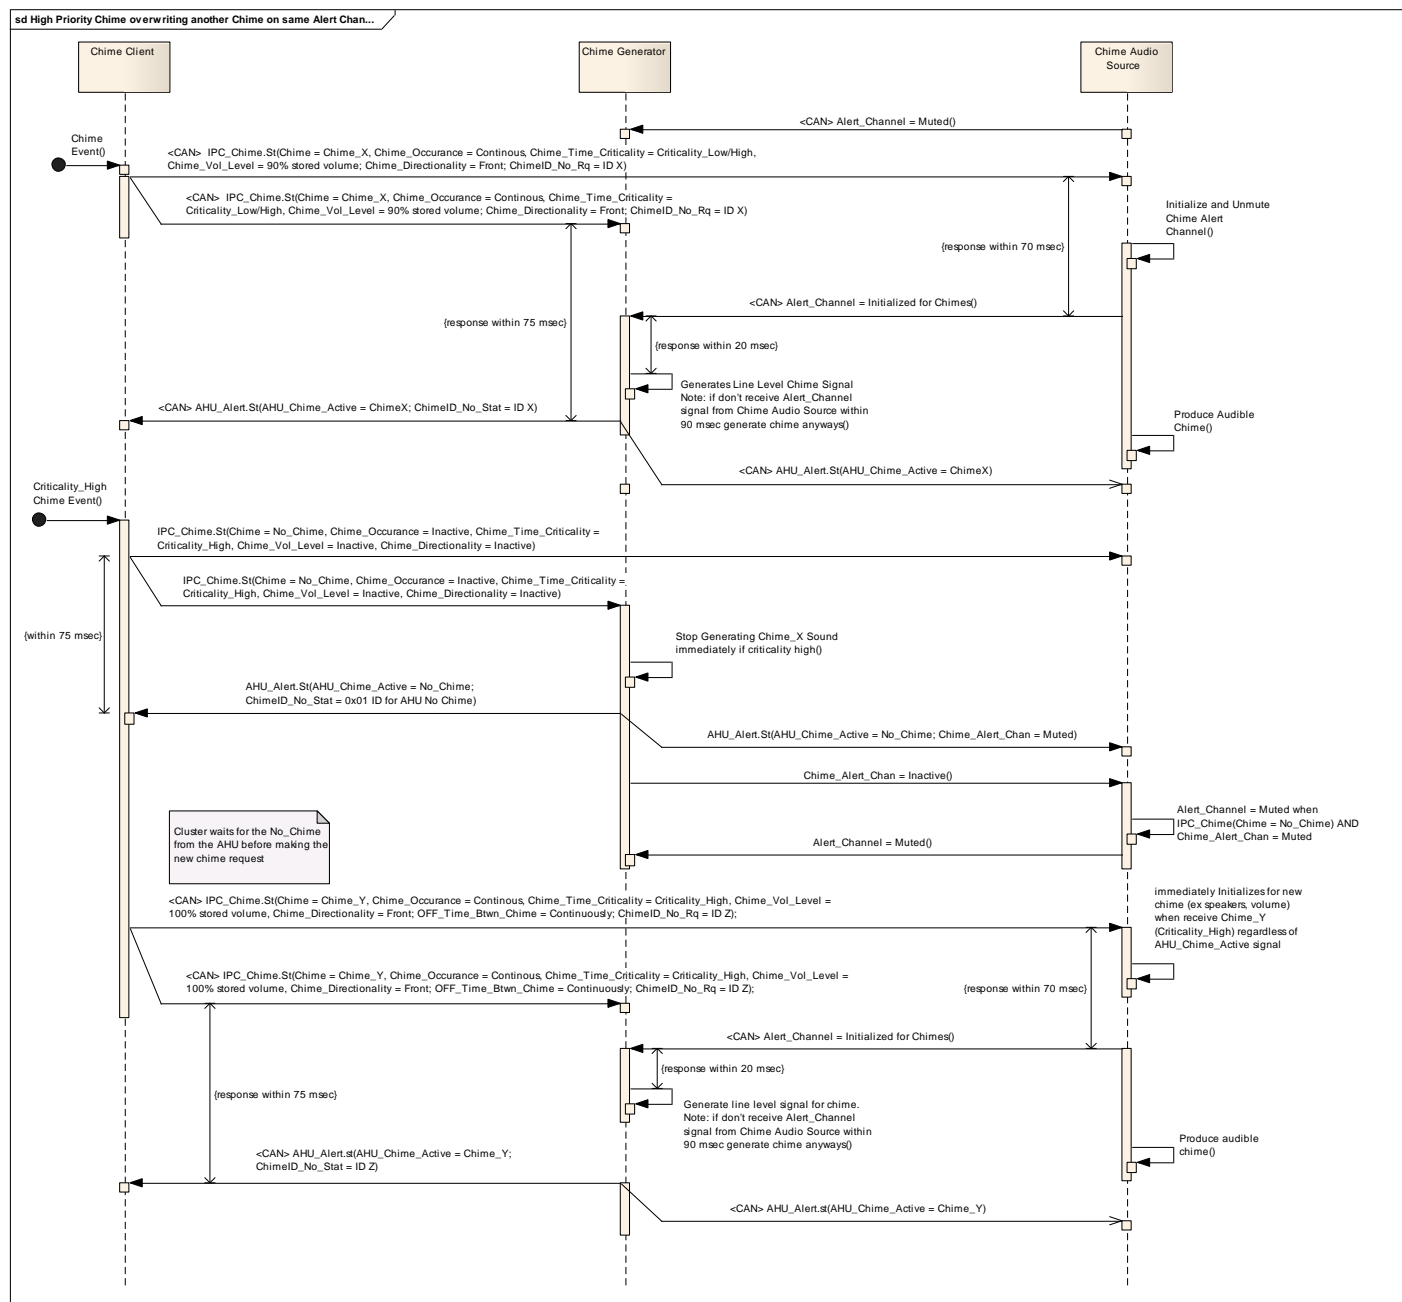 sd High Priority Chime overwriting another Chime on same Alert Chan...
Chime Client
Chime Generator
Chime Audio
Source
<CAN> Alert_Channel = Muted()
Chime
Event()
<CAN>  IPC_Chime.St(Chime = Chime_X, Chime_Occurance = Continous, Chime_Time_Criticality = Criticality_Low/High,
Chime_Vol_Level = 90% stored volume; Chime_Directionality = Front; ChimeID_No_Rq = ID X)
<CAN>  IPC_Chime.St(Chime = Chime_X, Chime_Occurance = Continous, Chime_Time_Criticality =
Criticality_Low/High, Chime_Vol_Level = 90% stored volume; Chime_Directionality = Front; ChimeID_No_Rq = ID X)
Initialize and Unmute
Chime Alert
Channel()
{response within 70 msec}
<CAN> Alert_Channel = Initialized for Chimes()
{response within 75 msec}
{response within 20 msec}
Generates Line Level Chime Signal
Note: if don't receive Alert_Channel
signal from Chime Audio Source within
90 msec generate chime anyways()
<CAN> AHU_Alert.St(AHU_Chime_Active = ChimeX; ChimeID_No_Stat = ID X)
Produce Audible
Chime()
<CAN> AHU_Alert.St(AHU_Chime_Active = ChimeX)
Criticality_High
Chime Event()
IPC_Chime.St(Chime = No_Chime, Chime_Occurance = Inactive, Chime_Time_Criticality =
Criticality_High, Chime_Vol_Level = Inactive, Chime_Directionality = Inactive)
IPC_Chime.St(Chime = No_Chime, Chime_Occurance = Inactive, Chime_Time_Criticality =
Criticality_High, Chime_Vol_Level = Inactive, Chime_Directionality = Inactive)
{within 75 msec}
Stop Generating Chime_X Sound
immediately if criticality high()
AHU_Alert.St(AHU_Chime_Active = No_Chime;
ChimeID_No_Stat = 0x01 ID for AHU No Chime)
AHU_Alert.St(AHU_Chime_Active = No_Chime; Chime_Alert_Chan = Muted)
Chime_Alert_Chan = Inactive()
Alert_Channel = Muted when
IPC_Chime(Chime = No_Chime) AND
Chime_Alert_Chan = Muted
Cluster waits for the No_Chime
from the AHU before making the
new chime request
Alert_Channel = Muted()
<CAN> IPC_Chime.St(Chime = Chime_Y, Chime_Occurance = Continous, Chime_Time_Criticality = Criticality_High, Chime_Vol_Level =
100% stored volume, Chime_Directionality = Front; OFF_Time_Btwn_Chime = Continuously; ChimeID_No_Rq = ID Z);
immediately Initializes for new
chime (ex speakers, volume)
when receive Chime_Y
(Criticality_High) regardless of
AHU_Chime_Active signal
<CAN> IPC_Chime.St(Chime = Chime_Y, Chime_Occurance = Continous, Chime_Time_Criticality = Criticality_High, Chime_Vol_Level =
100% stored volume, Chime_Directionality = Front; OFF_Time_Btwn_Chime = Continuously; ChimeID_No_Rq = ID Z);
{response within 70 msec}
<CAN> Alert_Channel = Initialized for Chimes()
{response within 20 msec}
{response within 75 msec}
Generate line level signal for chime.
Note: if don't receive Alert_Channel
signal from Chime Audio Source within
90 msec generate chime anyways()
Produce audible
chime()
<CAN> AHU_Alert.st(AHU_Chime_Active = Chime_Y;
ChimeID_No_Stat = ID Z)
<CAN> AHU_Alert.st(AHU_Chime_Active = Chime_Y)